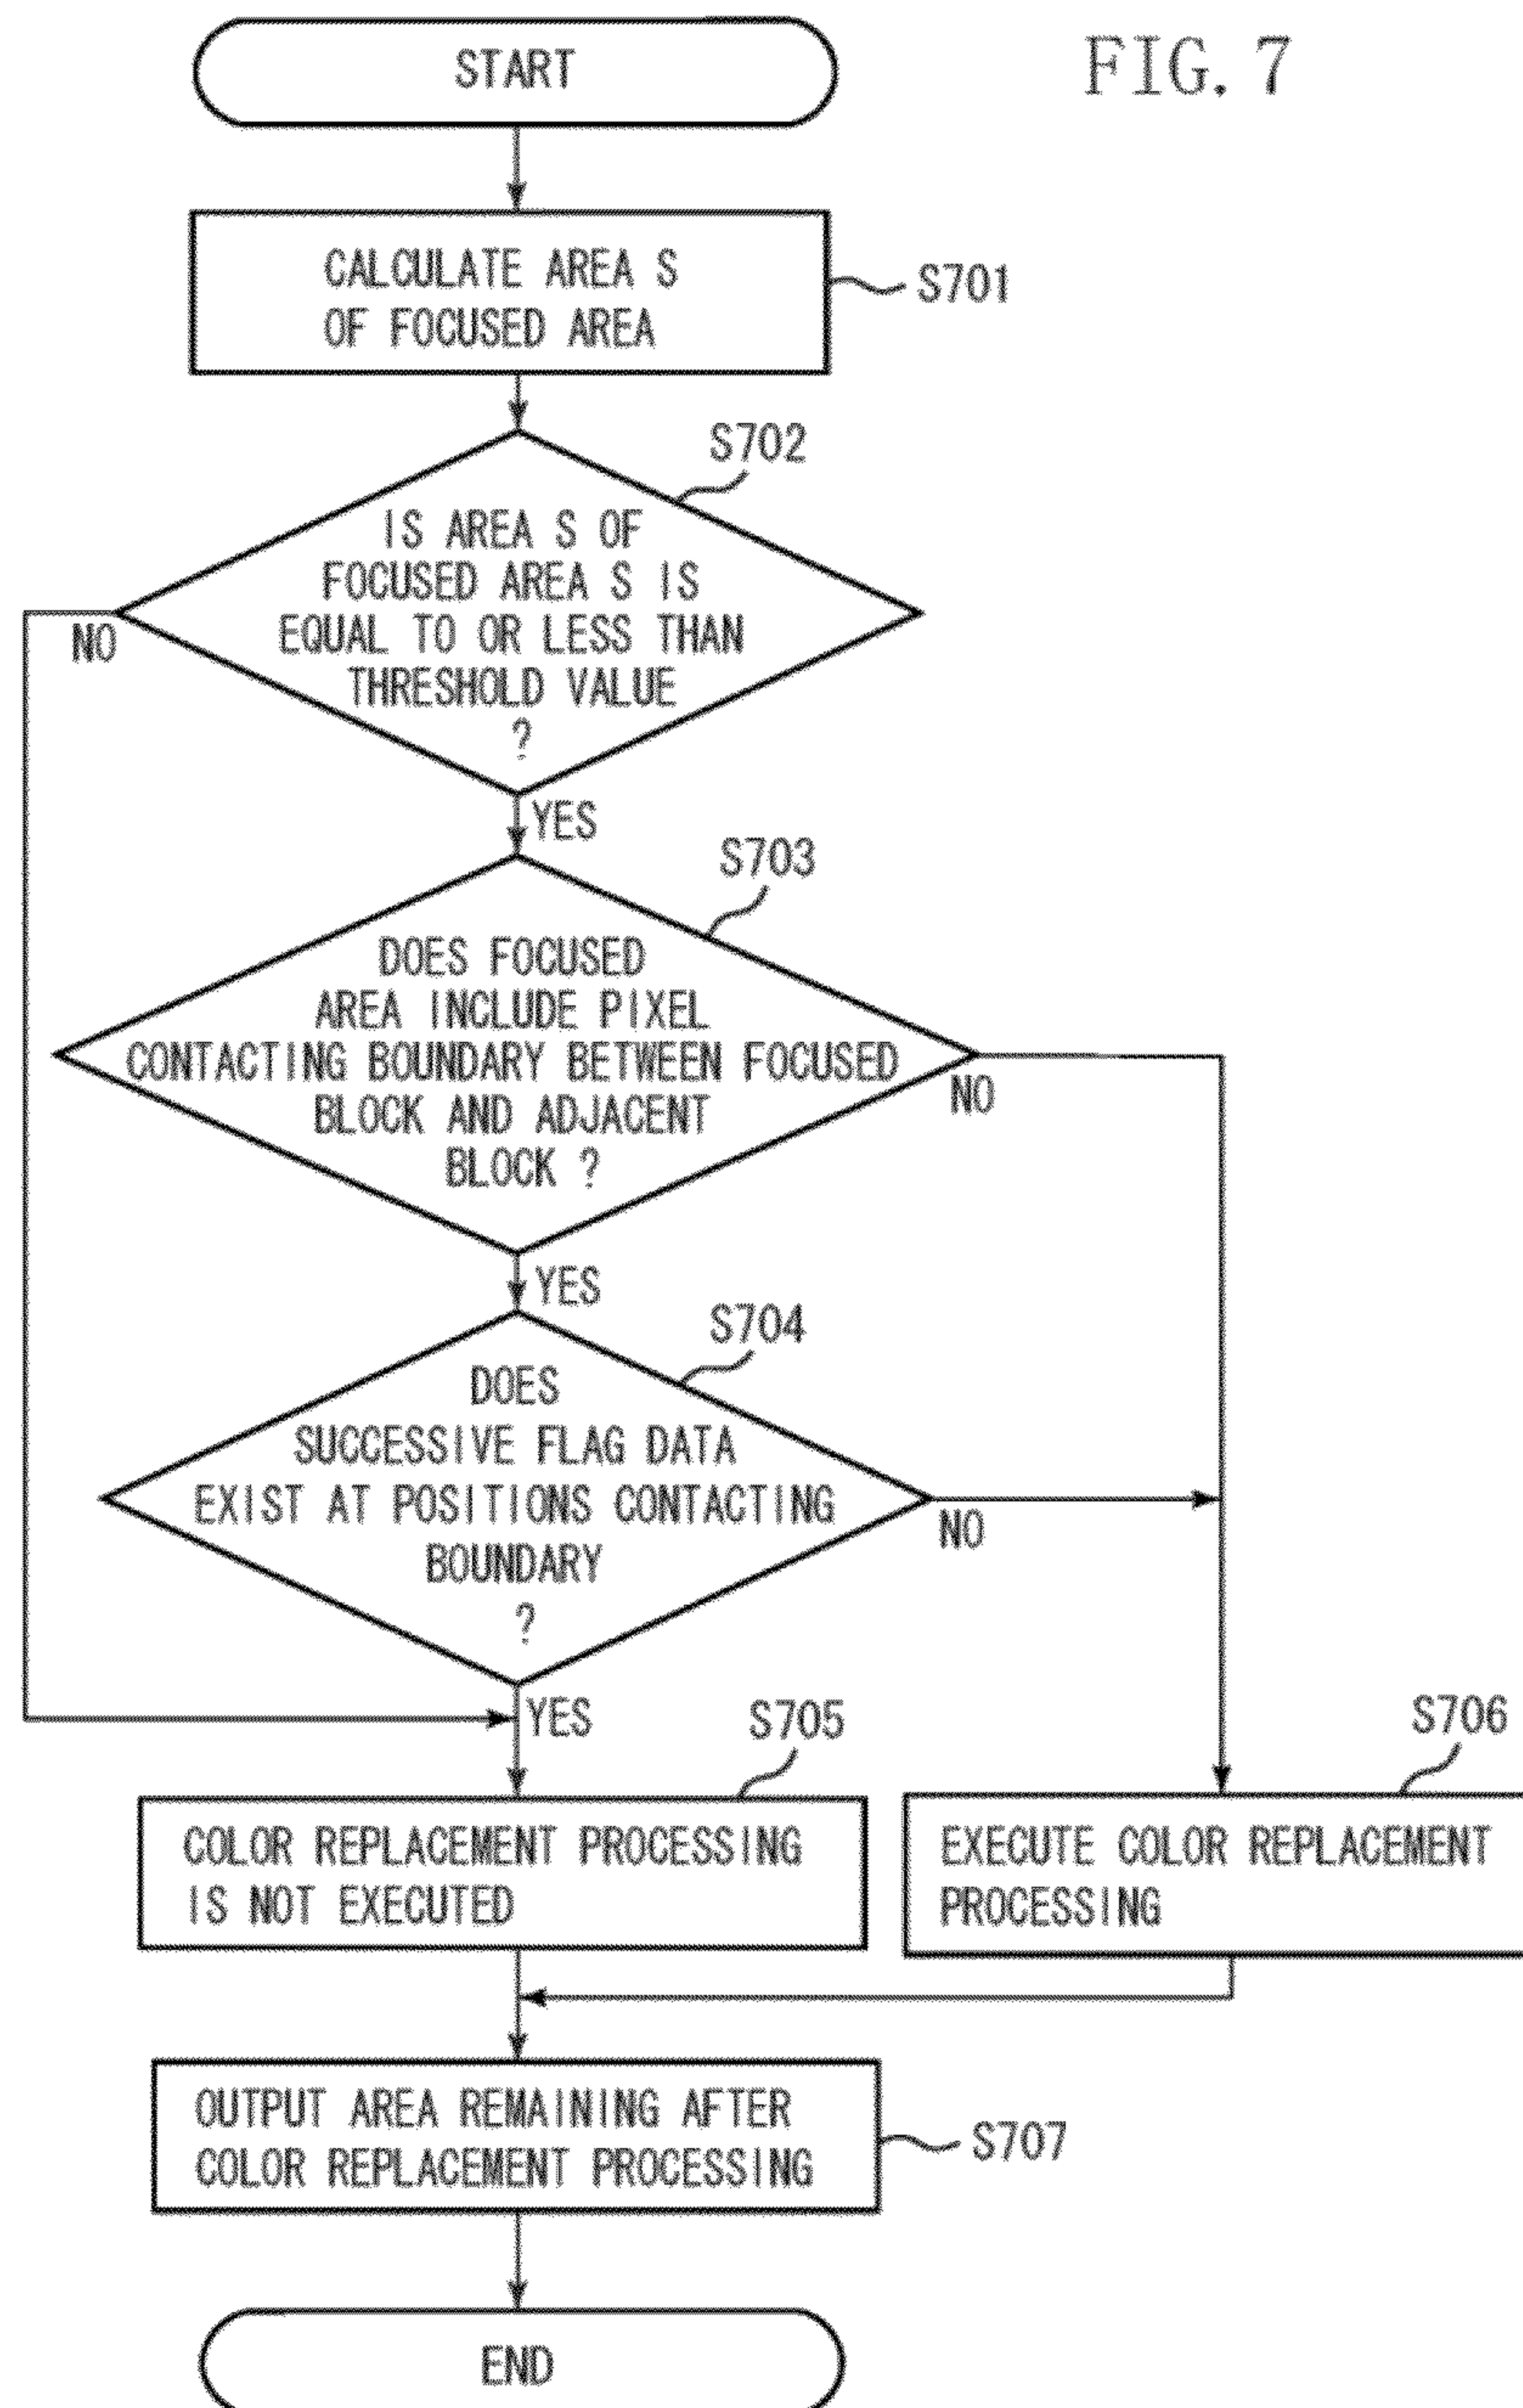 FIG. 7
START
CALCULATE AREA S
OF FOCUSED AREA
S701
S702
IS AREA S OF
FOCUSED AREA S IS
EQUAL TO OR LESS THAN
THRESHOLD VALUE
?
NO
YES
S703
DOES FOCUSED
AREA INCLUDE PIXEL
CONTACTING BOUNDARY BETWEEN FOCUSED
BLOCK AND ADJACENT
BLOCK ?
NO
YES
S704
DOES
SUCCESSIVE FLAG DATA
EXIST AT POSITIONS CONTACTING
BOUNDARY
?
NO
YES
S705
COLOR REPLACEMENT PROCESSING
IS NOT EXECUTED
S706
EXECUTE COLOR REPLACEMENT
PROCESSING
OUTPUT AREA REMAINING AFTER
COLOR REPLACEMENT PROCESSING
S707
END